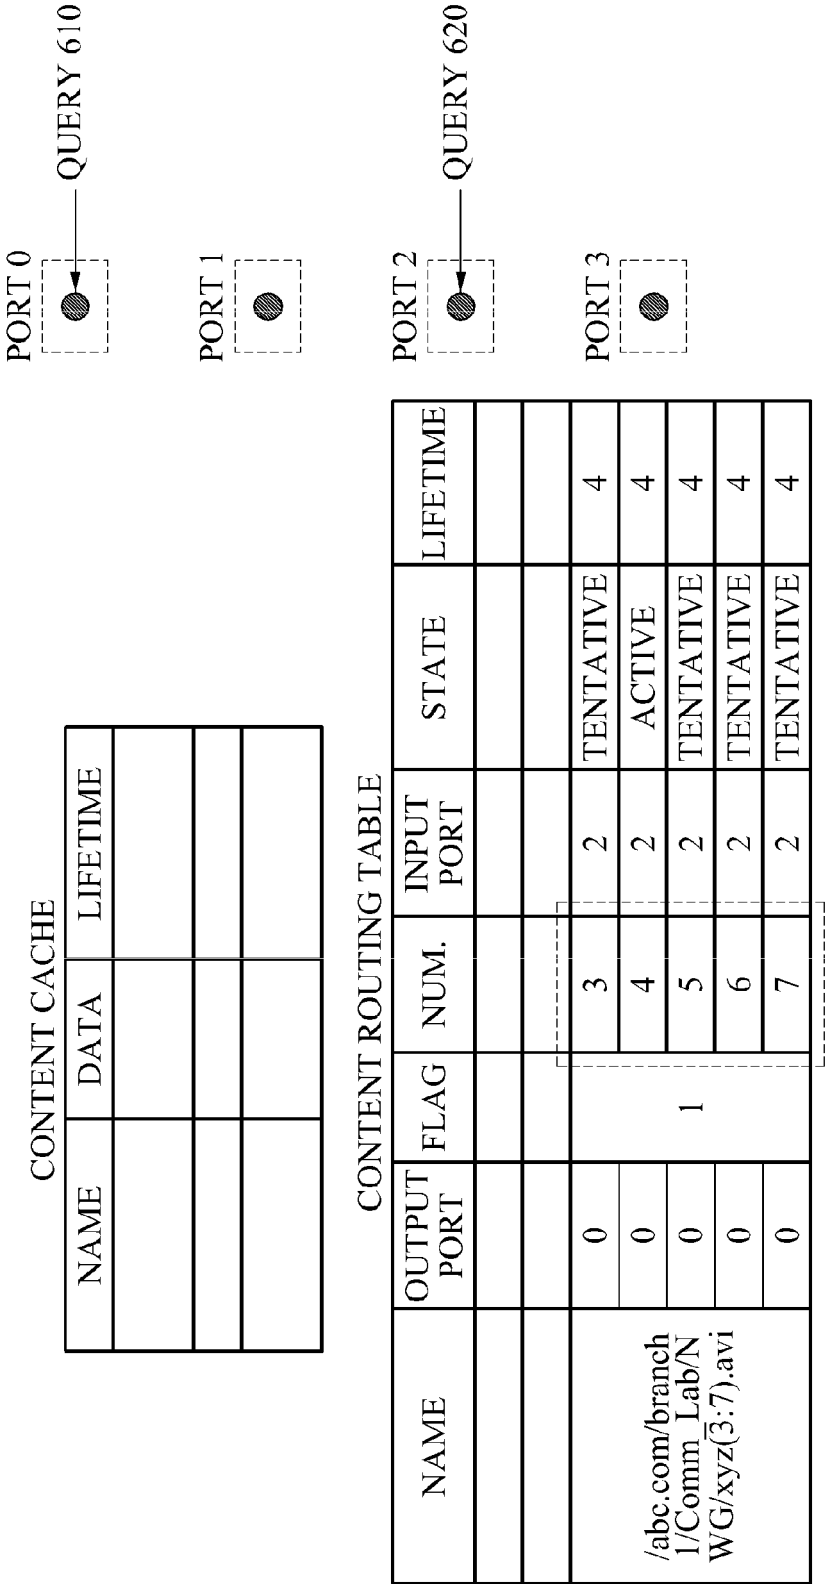 CONTENT CACHE
NAME
DATA
LIFETIME
CONTENT ROUTING TABLE
NAME
OUTPUT
PORT
FLAG
NUM.
INPUT
PORT
STATE
LIFETIME
/abc.com/branch
1/Comm_Lab/N
WG/xyz(3:7).avi
1
0 3 2 TENTATIVE 4
0 4 2 ACTIVE 4
0 5 2 TENTATIVE 4
0 6 2 TENTATIVE 4
0 7 2 TENTATIVE 4
PORT 0
QUERY 610
PORT 1
PORT 2
QUERY 620
PORT 3